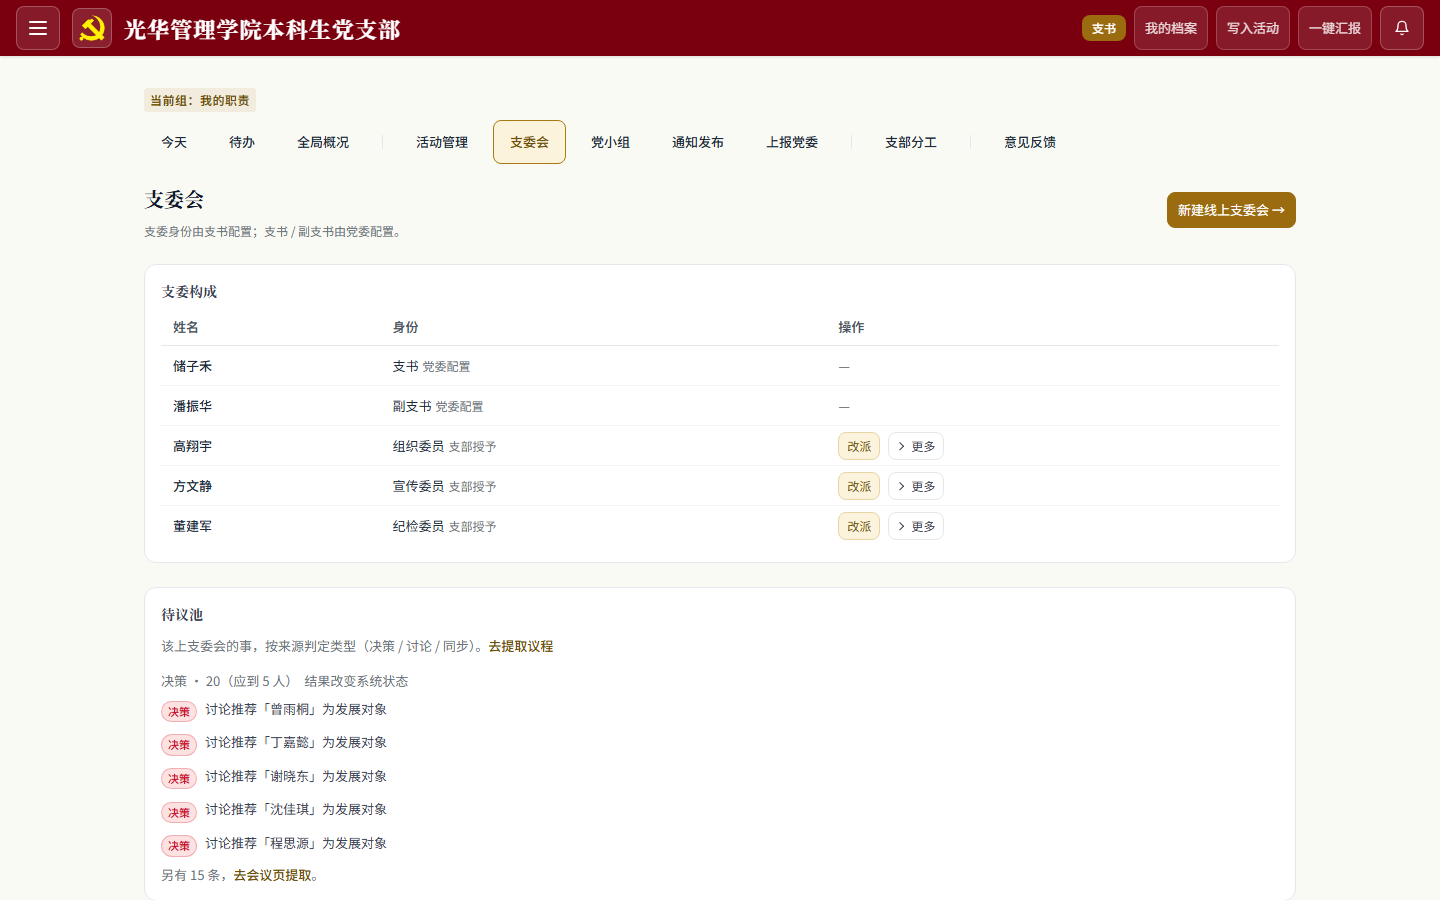 光华管理学院本科生党支部
支书 我的档案 写入活动 一键汇报
当前组：我的职责
今天 待办 全局概况 活动管理 支委会 党小组 通知发布 上报党委 支部分工 意见反馈
支委会
新建线上支委会 →
支委身份由支书配置；支书 / 副支书由党委配置。
支委构成
姓名 身份 操作
储子禾 支书 党委配置 —
潘振华 副支书 党委配置 —
高翔宇 组织委员 支部授予 改派 更多
方文静 宣传委员 支部授予 改派 更多
董建军 纪检委员 支部授予 改派 更多
待议池
该上支委会的事，按来源判定类型（决策 / 讨论 / 同步）。去提取议程
决策 · 20（应到 5 人） 结果改变系统状态
决策 讨论推荐「曾雨桐」为发展对象
决策 讨论推荐「丁嘉懿」为发展对象
决策 讨论推荐「谢晓东」为发展对象
决策 讨论推荐「沈佳琪」为发展对象
决策 讨论推荐「程思源」为发展对象
另有 15 条，去会议页提取。